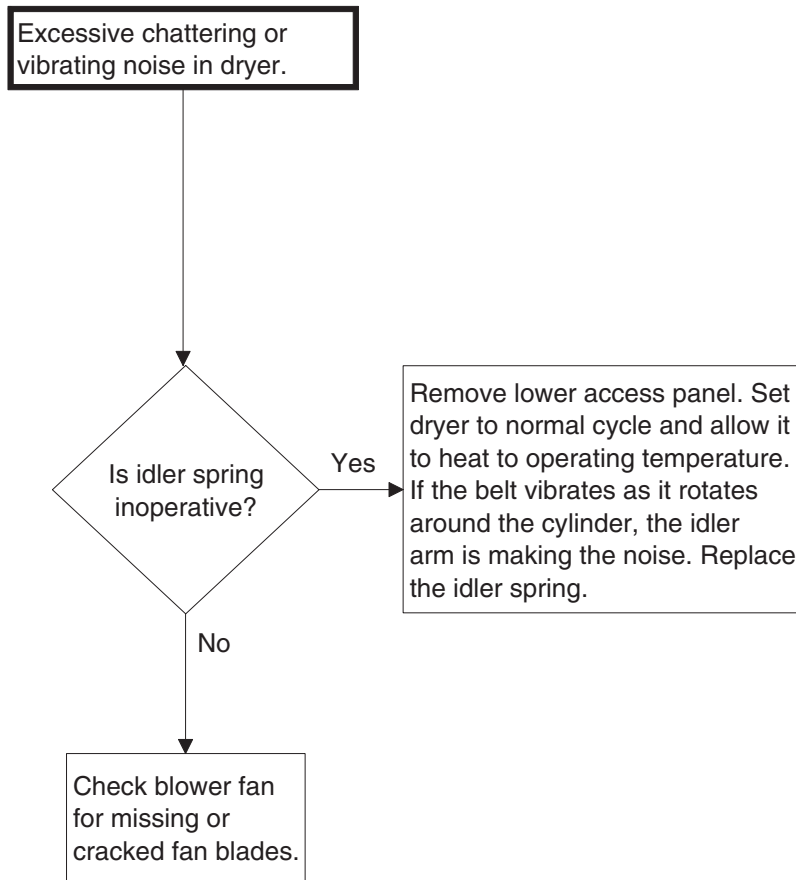 Excessive chattering or
vibrating noise in dryer.
Is idler spring
inoperative?
Yes
Remove lower access panel. Set
dryer to normal cycle and allow it
to heat to operating temperature.
If the belt vibrates as it rotates
around the cylinder, the idler
arm is making the noise. Replace
the idler spring.
No
Check blower fan
for missing or
cracked fan blades.